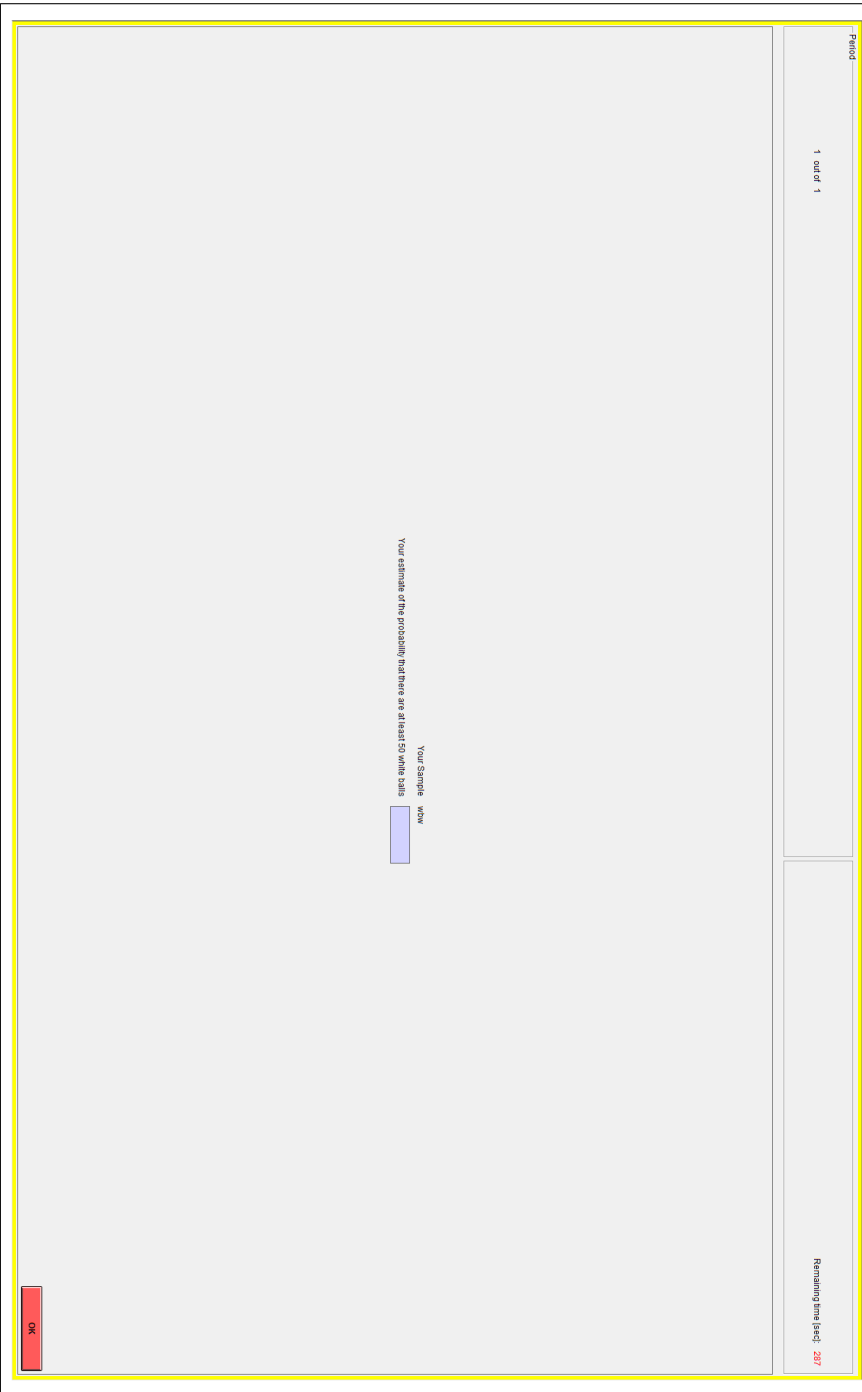 Period
1 out of 1
Remaining time [sec]: 287
Your Sample wbw
Your estimate of the probability that there are at least 50 white balls
OK